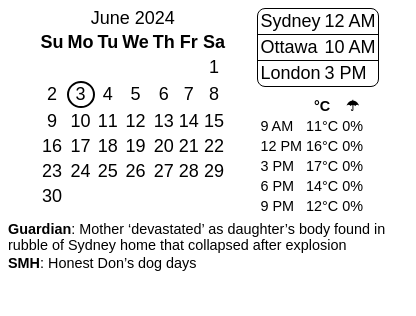 June 2024
Su Mo Tu We Th Fr Sa
1
2 3 4 5 6 7 8
9 10 11 12 13 14 15
16 17 18 19 20 21 22
23 24 25 26 27 28 29
30
Sydney 12 AM
Ottawa 10 AM
London 3 PM
°C ☂
9 AM 11°C 0%
12 PM 16°C 0%
3 PM 17°C 0%
6 PM 14°C 0%
9 PM 12°C 0%
Guardian: Mother ‘devastated’ as daughter’s body found in
rubble of Sydney home that collapsed after explosion
SMH: Honest Don’s dog days